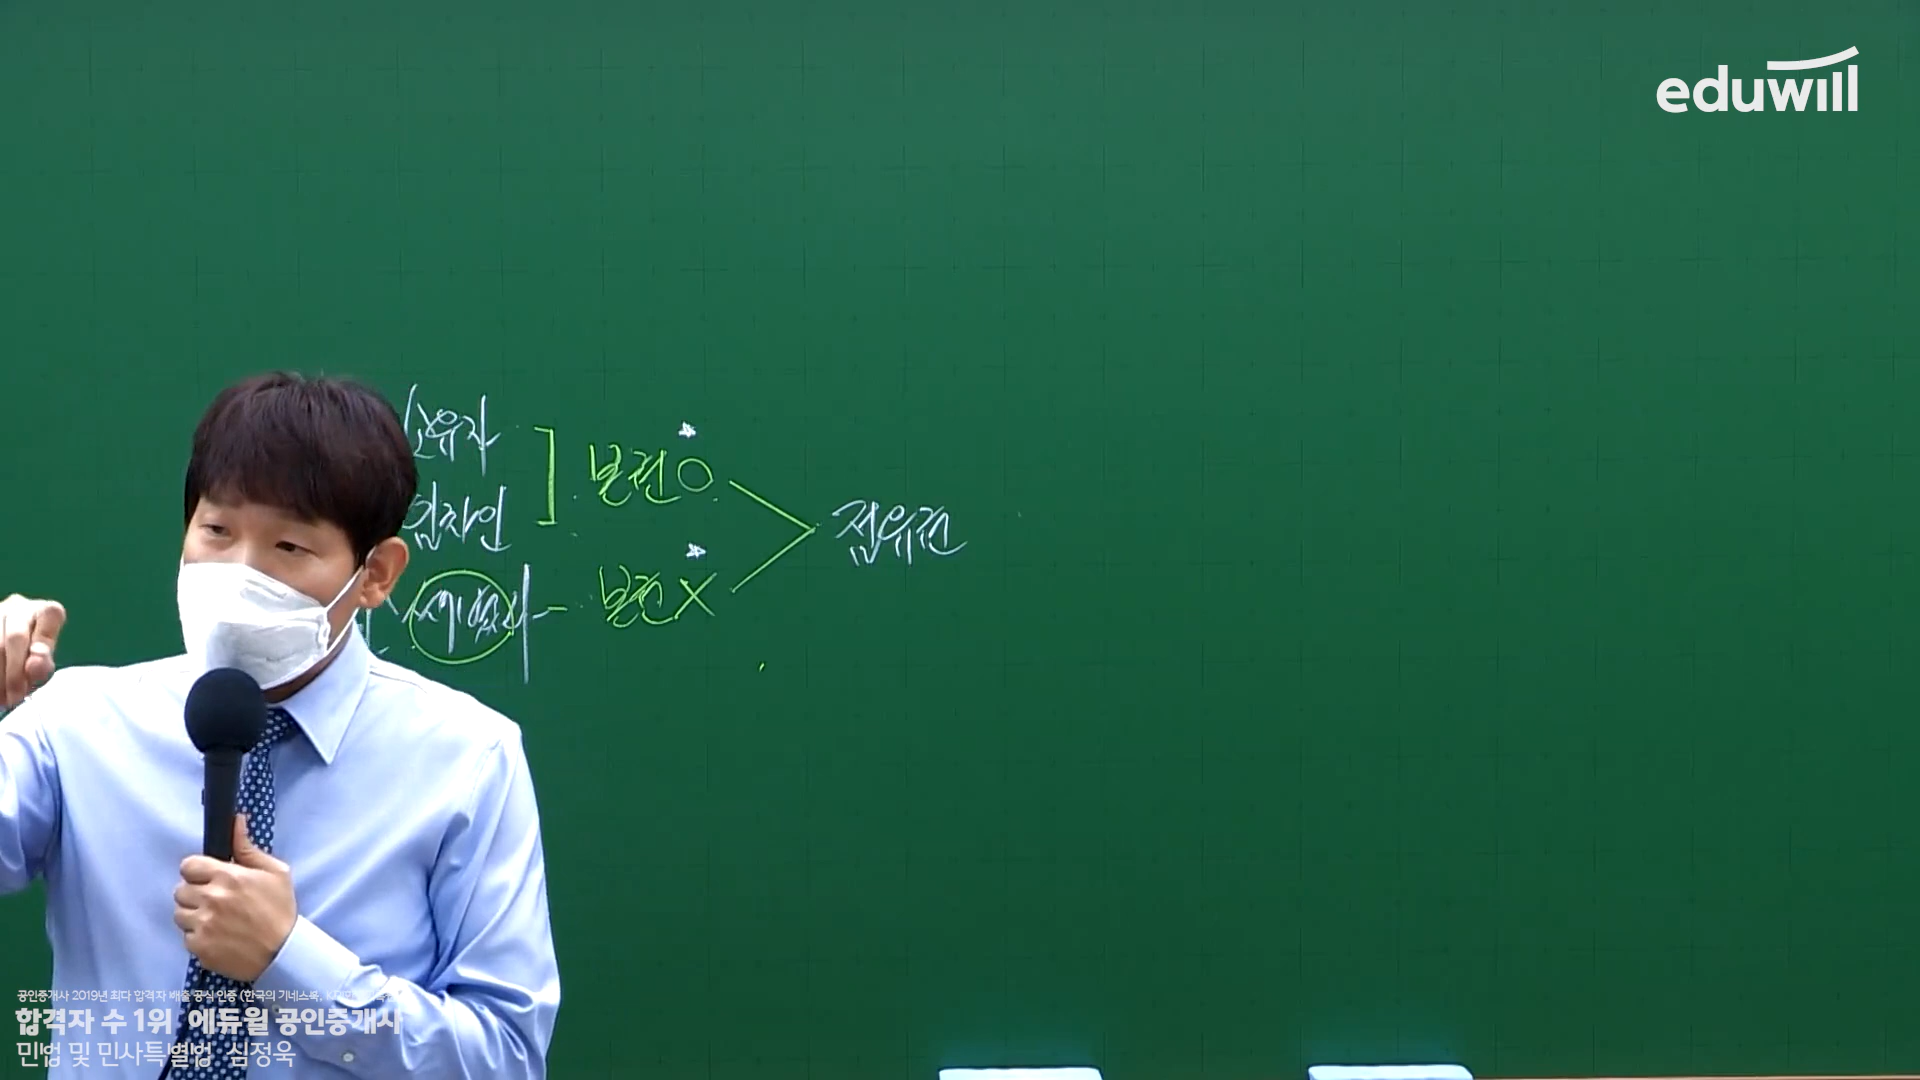 eduwill
소유자
임차인 ] 본권 O
본권 X
점유권
공인중개사 2019년 최다 합격자 배출 공식 인증 (한국의 기네스북,
합격자 수 1위 에듀윌 공인중개사
민법 및 민사특별법 심정욱